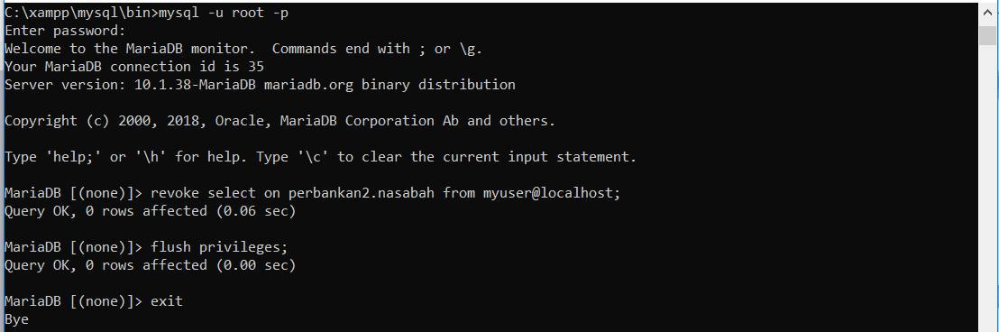 C:\xampp\mysql\bin>mysql -u root -p
Enter password:
Welcome to the MariaDB monitor.  Commands end with ; or \g.
Your MariaDB connection id is 35
Server version: 10.1.38-MariaDB mariadb.org binary distribution
Copyright (c) 2000, 2018, Oracle, MariaDB Corporation Ab and others.
Type 'help;' or '\h' for help. Type '\c' to clear the current input statement.
MariaDB [(none)]> revoke select on perbankan2.nasabah from myuser@localhost;
Query OK, 0 rows affected (0.06 sec)
MariaDB [(none)]> flush privileges;
Query OK, 0 rows affected (0.00 sec)
MariaDB [(none)]> exit
Bye